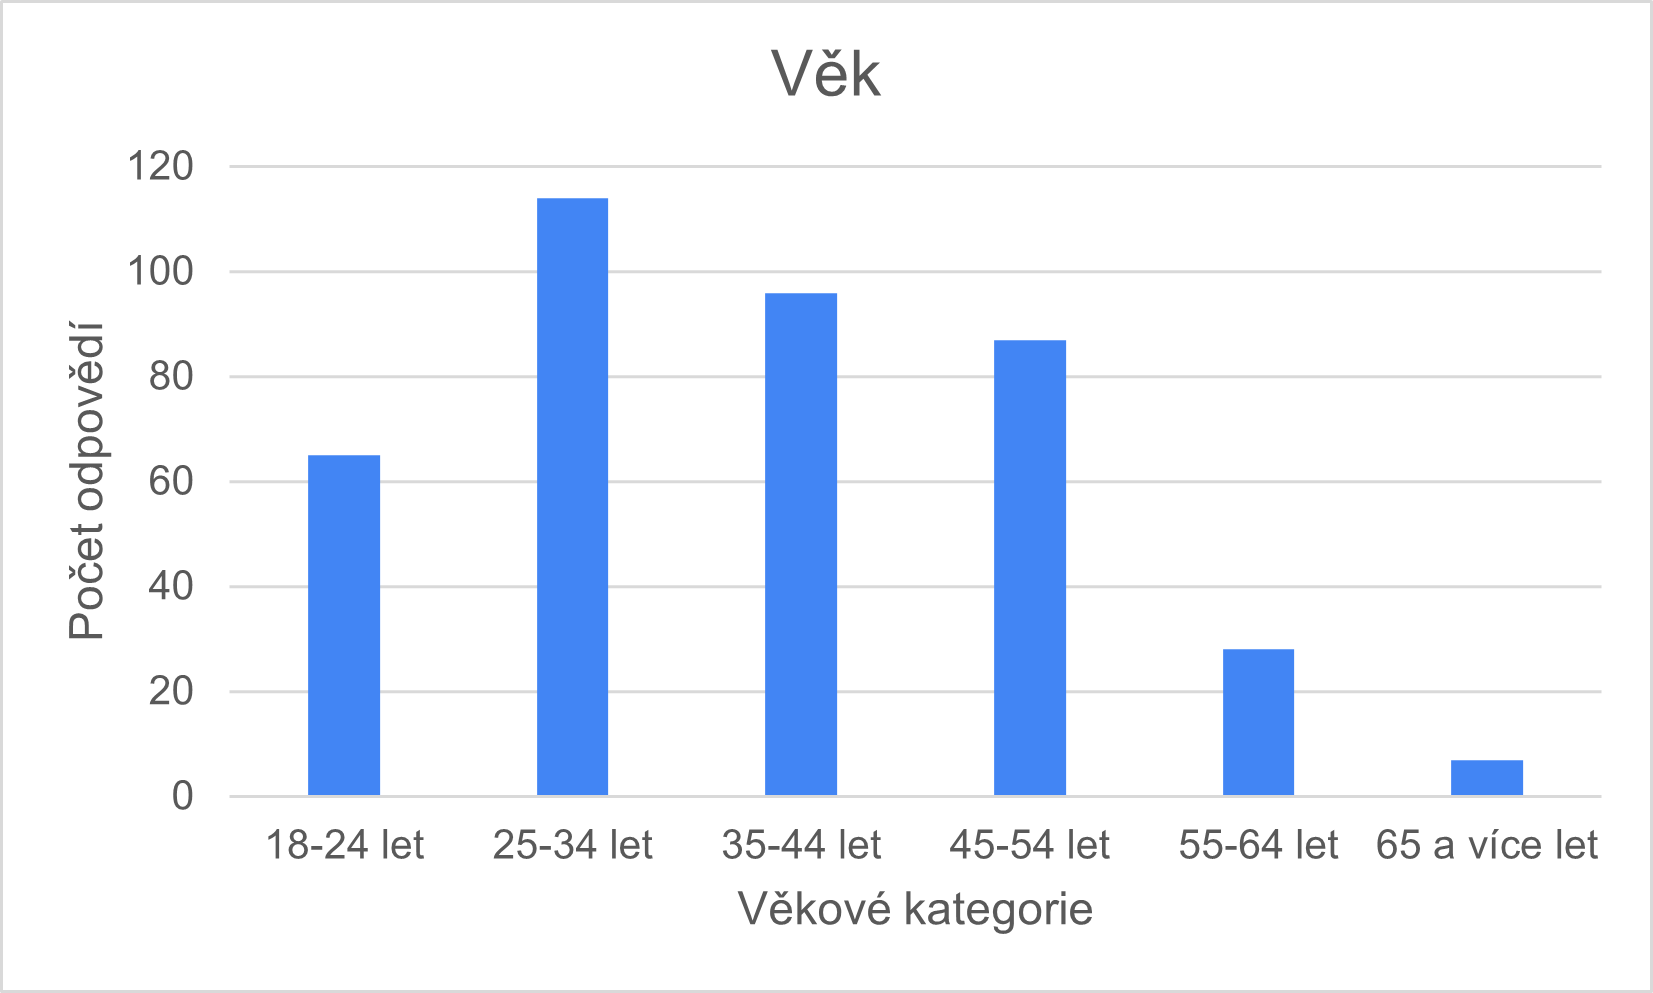 Věk
120
100
80
60
40
20
0
Počet odpovědí
18-24 let
25-34 let
35-44 let
45-54 let
55-64 let
65 a více let
Věkové kategorie